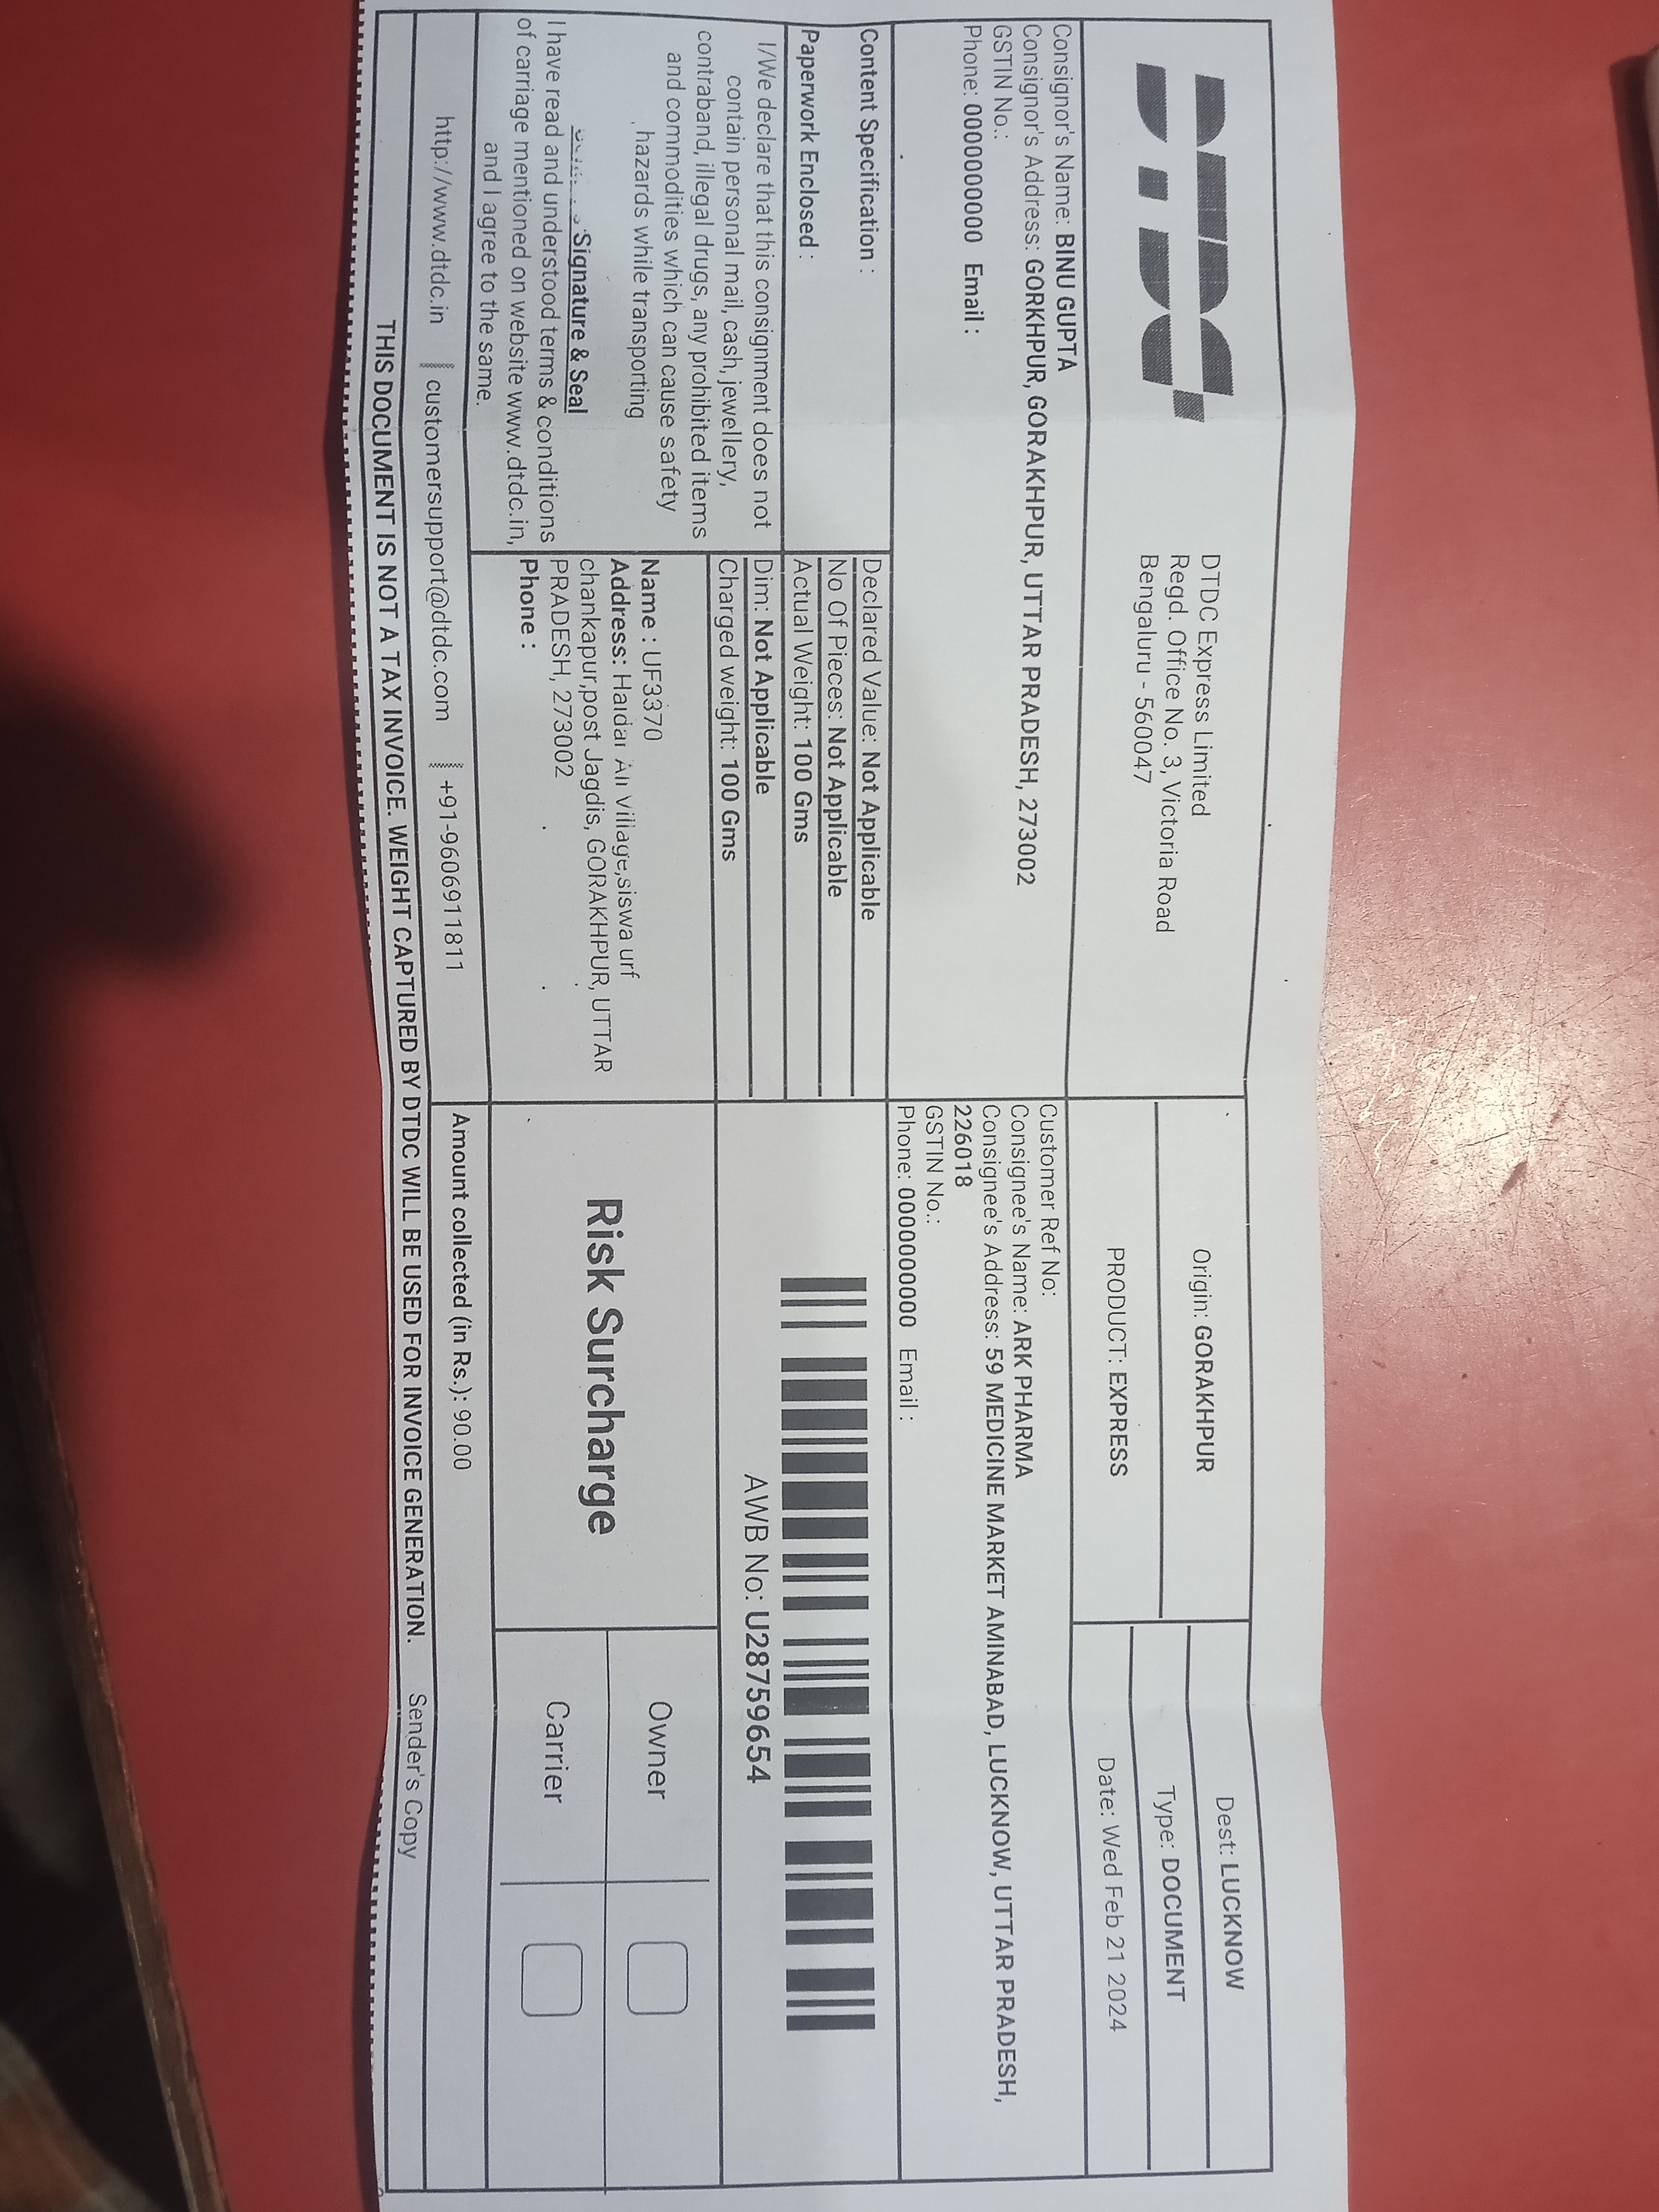 DTDC
DTDC Express Limited
Regd. Office No. 3, Victoria Road
Bengaluru - 560047
Origin: GORAKHPUR
PRODUCT: EXPRESS
Dest: LUCKNOW
Type: DOCUMENT
Date: Wed Feb 21 2024
Consignor's Name: BINU GUPTA
Consignor's Address: GORKHPUR, GORAKHPUR, UTTAR PRADESH, 273002
GSTIN No.:
Phone: 0000000000 Email :
Customer Ref No:
Consignee's Name: ARK PHARMA
Consignee's Address: 59 MEDICINE MARKET AMINABAD, LUCKNOW, UTTAR PRADESH,
226018
GSTIN No.:
Phone: 0000000000 Email :
Content Specification :
Paperwork Enclosed :
Declared Value: Not Applicable
No Of Pieces: Not Applicable
Actual Weight: 100 Gms
Dim: Not Applicable
Charged weight: 100 Gms
AWB No: U28759654
I/We declare that this consignment does not
contain personal mail, cash, jewellery,
contraband, illegal drugs, any prohibited items
and commodities which can cause safety
hazards while transporting
Signature & Seal
I have read and understood terms & conditions
of carriage mentioned on website www.dtdc.in,
and I agree to the same.
Name : UF3370
Address: Haidar Ali Village,siswa urf
chankapur,post Jagdis, GORAKHPUR, UTTAR
PRADESH, 273002
Phone :
Risk Surcharge
Owner
Carrier
http://www.dtdc.in customersupport@dtdc.com +91-9606911811
Amount collected (in Rs.): 90.00
THIS DOCUMENT IS NOT A TAX INVOICE. WEIGHT CAPTURED BY DTDC WILL BE USED FOR INVOICE GENERATION. Sender's Copy